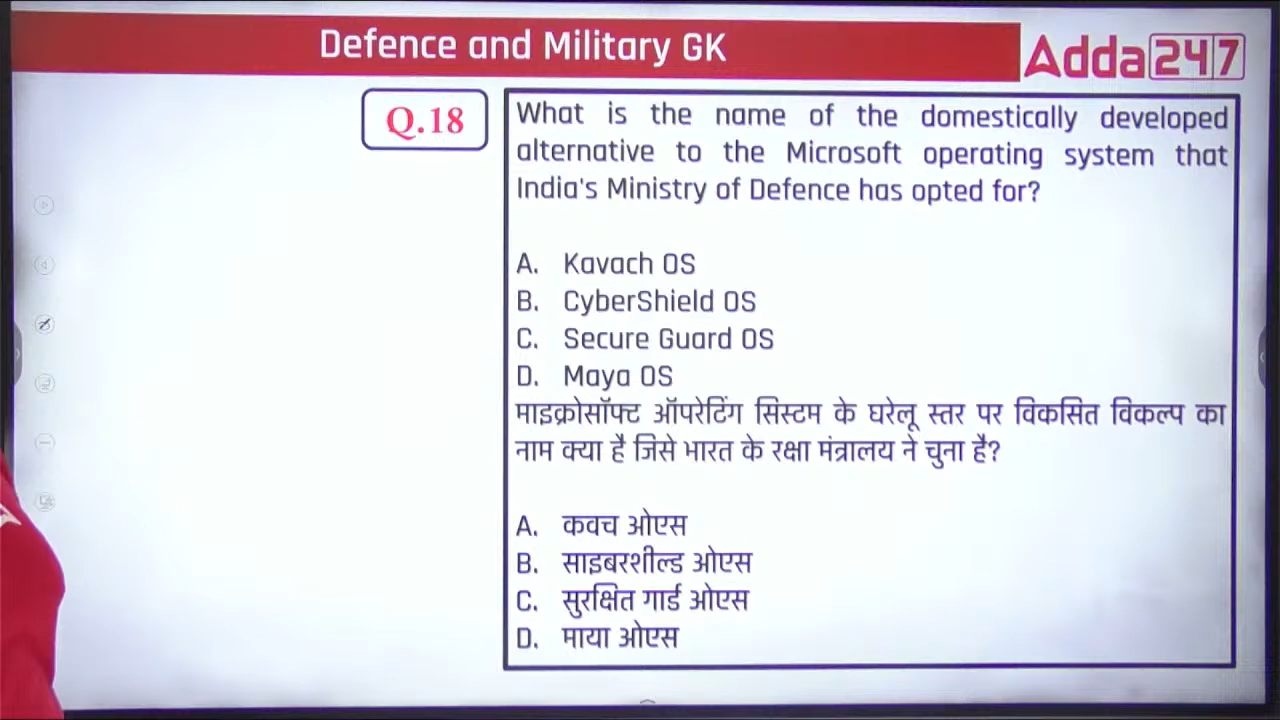 Defence and Military GK
Adda247
Q.18
What is the name of the domestically developed
alternative to the Microsoft operating system that
India's Ministry of Defence has opted for?
A. Kavach OS
B. CyberShield OS
C. Secure Guard OS
D. Maya OS
माइक्रोसॉफ्ट ऑपरेटिंग सिस्टम के घरेलू स्तर पर विकसित विकल्प का
नाम क्या है जिसे भारत के रक्षा मंत्रालय ने चुना है?
A. कवच ओएस
B. साइबरशील्ड ओएस
C. सुरक्षित गार्ड ओएस
D. माया ओएस